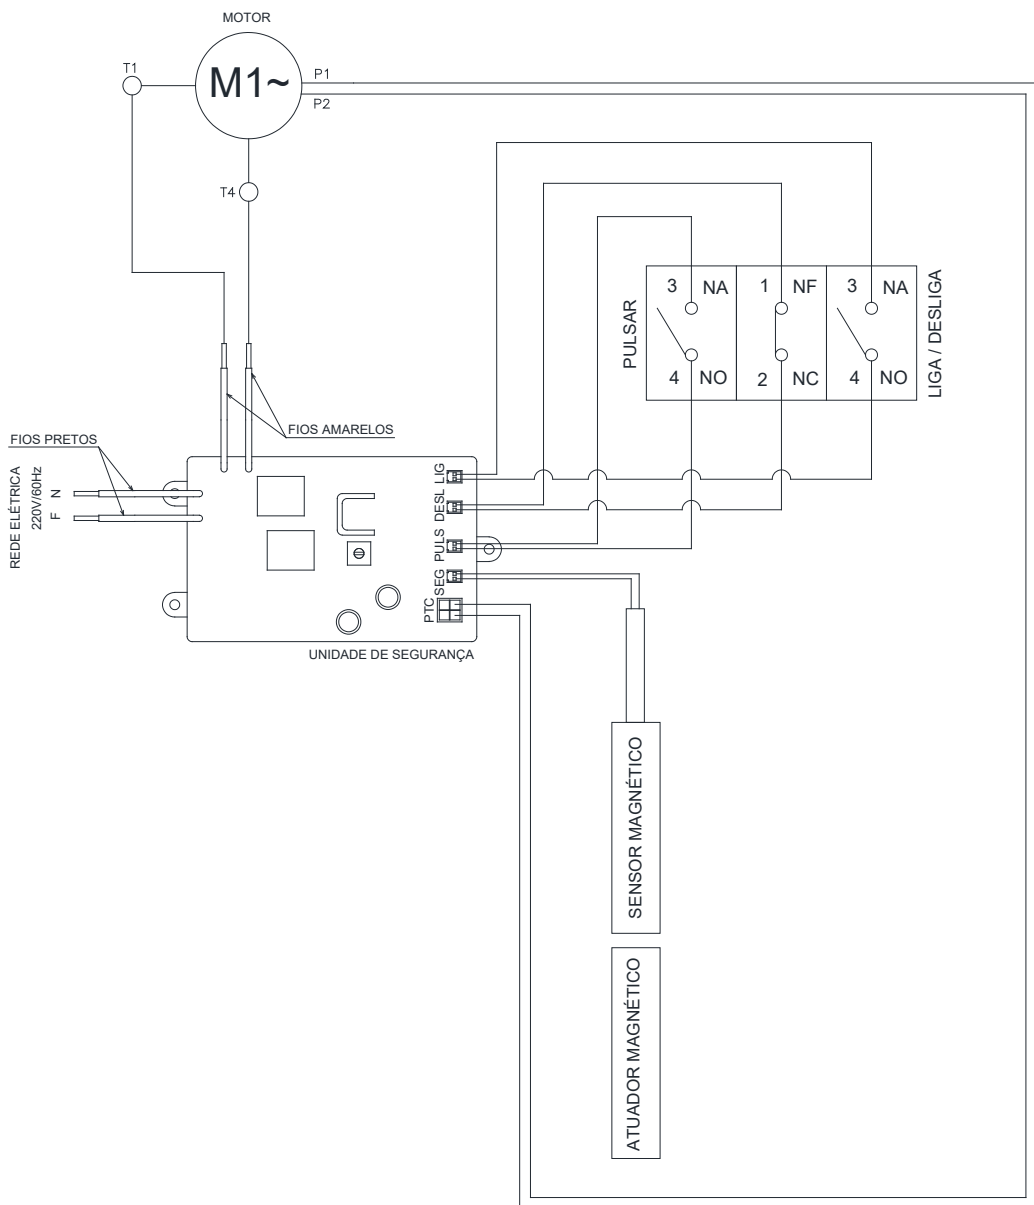 MOTOR
T1
M1~
P1
P2
T4
3 NA
1 NF
3 NA
PULSAR
LIGA / DESLIGA
4 NO
2 NC
4 NO
FIOS AMARELOS
FIOS PRETOS
REDE ELÉTRICA
220V/60Hz
F N
LIG
DESL
PULS
SEG
PTC
UNIDADE DE SEGURANÇA
SENSOR MAGNÉTICO
ATUADOR MAGNÉTICO